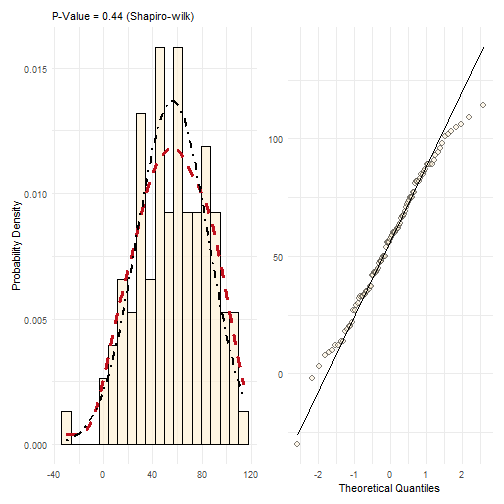 P-Value = 0.44 (Shapiro-wilk)
Probability Density
0.015
0.010
0.005
0.000
-40 0 40 80 120
100
50
0
-2 -1 0 1 2
Theoretical Quantiles